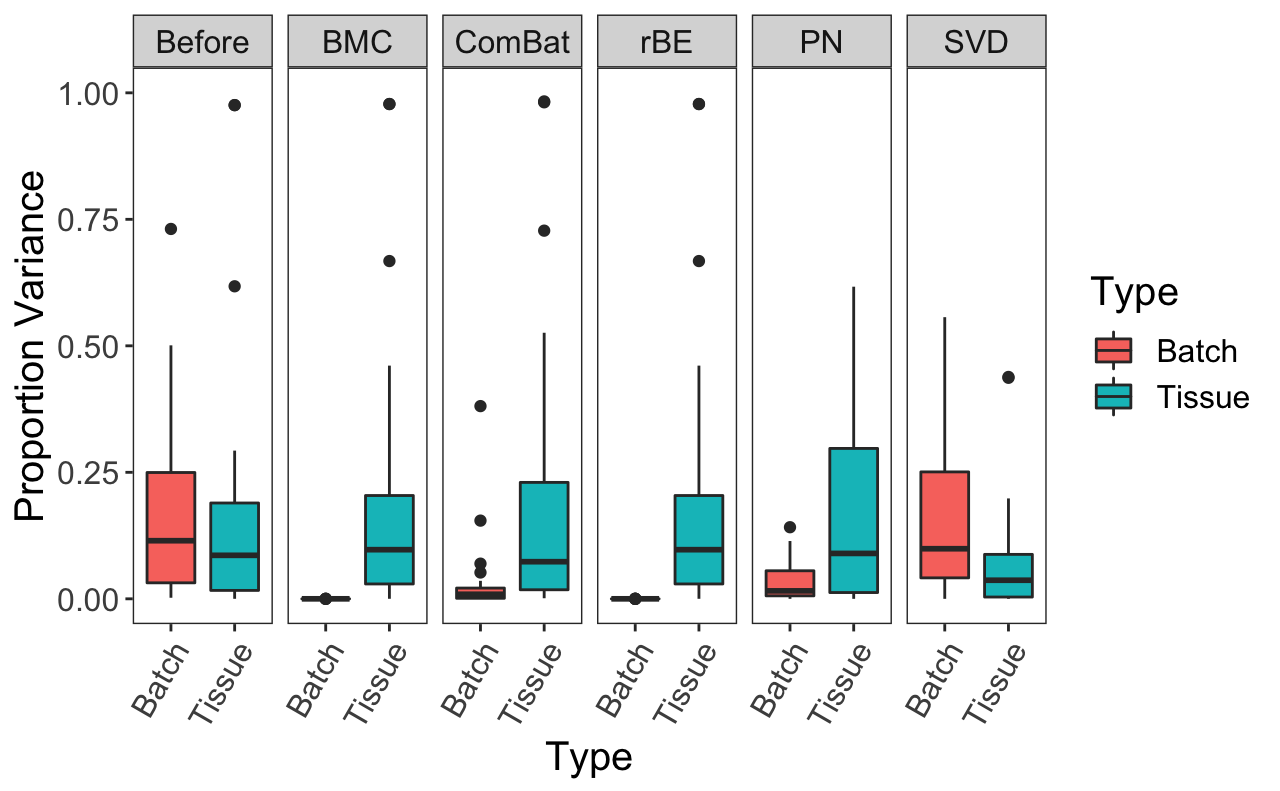 Before BMC ComBat rBE PN SVD
Proportion Variance
1.00
0.75
0.50
0.25
0.00
Batch Tissue Batch Tissue Batch Tissue Batch Tissue Batch Tissue Batch Tissue
Type
Type
Batch
Tissue